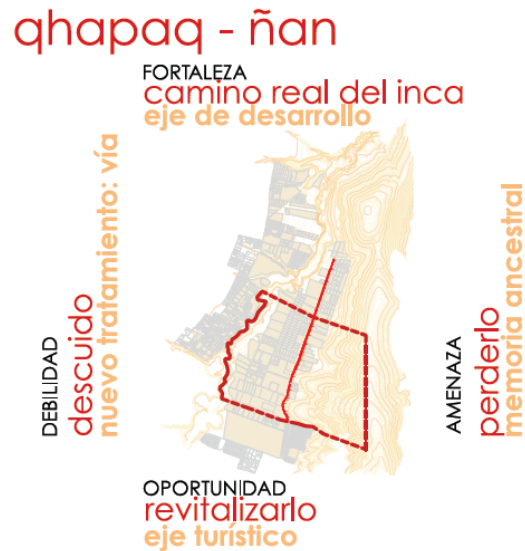 qhapaq - ñan
FORTALEZA
camino real del inca
eje de desarrollo
DEBILIDAD
descuido
nuevo tratamiento: vía
AMENAZA
perderlo
memoria ancestral
OPORTUNIDAD
revitalizarlo
eje turístico